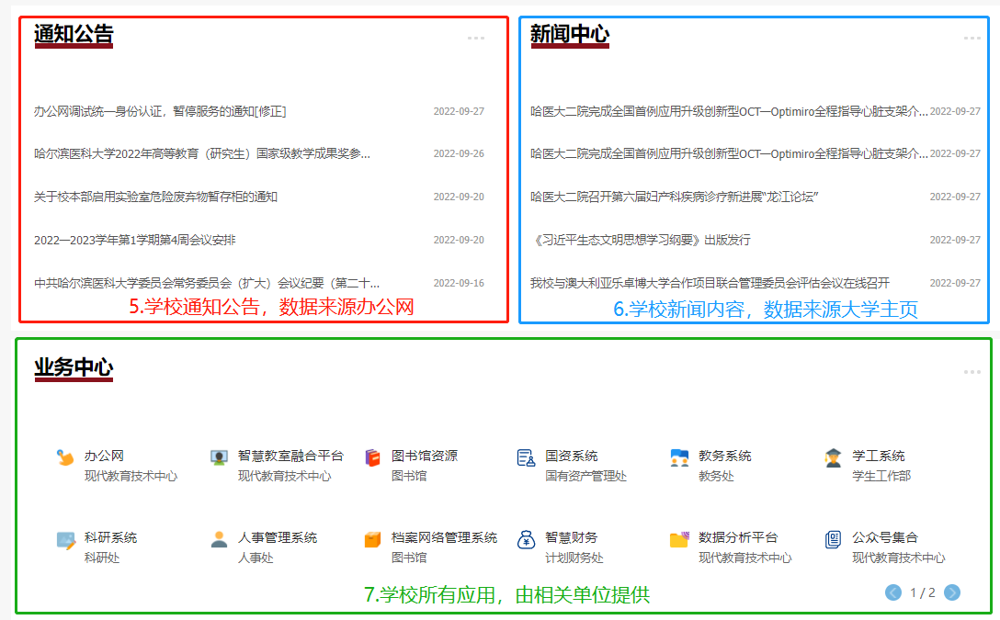 通知公告
办公网调试统一身份认证，暂停服务的通知[修正] 2022-09-27
哈尔滨医科大学2022年高等教育（研究生）国家级教学成果奖参... 2022-09-26
关于校本部启用实验室危险废弃物暂存柜的通知 2022-09-20
2022—2023学年第1学期第4周会议安排 2022-09-20
中共哈尔滨医科大学委员会常务委员会（扩大）会议纪要（第二十... 2022-09-16
5.学校通知公告，数据来源办公网
新闻中心
哈医大二院完成全国首例应用升级创新型OCT—Optimiro全程指导心脏支架介... 2022-09-27
哈医大二院完成全国首例应用升级创新型OCT—Optimiro全程指导心脏支架介... 2022-09-27
哈医大二院召开第六届妇产科疾病诊疗新进展“龙江论坛” 2022-09-27
《习近平生态文明思想学习纲要》出版发行 2022-09-27
我校与澳大利亚乐卓博大学合作项目联合管理委员会评估会议在线召开 2022-09-27
6.学校新闻内容，数据来源大学主页
业务中心
办公网 智慧教室融合平台 图书馆资源 国资系统 教务系统 学工系统
现代教育技术中心 现代教育技术中心 图书馆 国有资产管理处 教务处 学生工作部
科研系统 人事管理系统 档案网络管理系统 智慧财务 数据分析平台 公众号集合
科研处 人事处 图书馆 计划财务处 现代教育技术中心 现代教育技术中心
7.学校所有应用，由相关单位提供
1 / 2